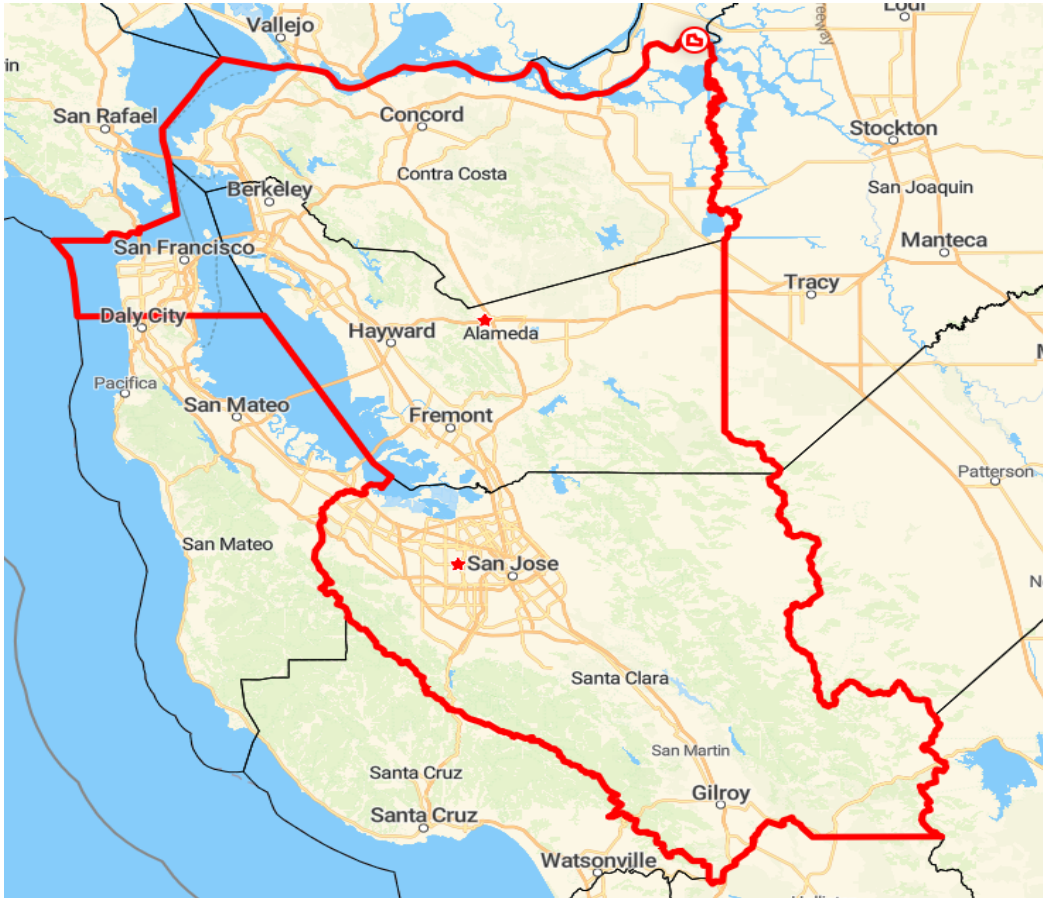 Vallejo
San Rafael
Concord
Stockton
Contra Costa
Berkeley
San Joaquin
San Francisco
Manteca
Tracy
Daly City
Hayward
Alameda
Pacifica
San Mateo
Fremont
Patterson
San Mateo
San Jose
Santa Clara
San Martin
Santa Cruz
Gilroy
Santa Cruz
Watsonville